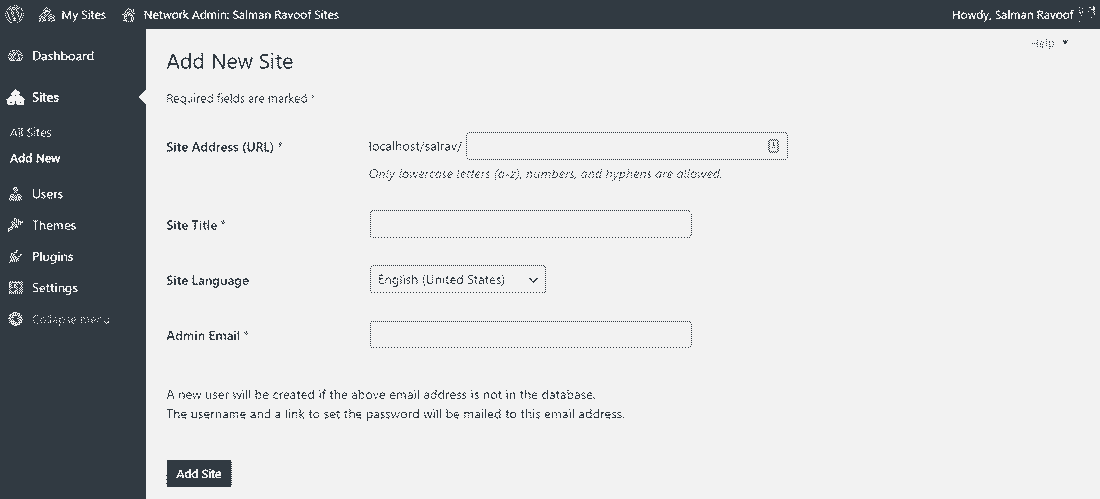 My Sites Network Admin: Salman Ravoof Sites Howdy, Salman Ravoof
Help
Dashboard
Sites
All Sites
Add New
Users
Themes
Plugins
Settings
Collapse menu
Add New Site
Required fields are marked *
Site Address (URL) * localhost/salrav/
Only lowercase letters (a-z), numbers, and hyphens are allowed.
Site Title *
Site Language English (United States)
Admin Email *
A new user will be created if the above email address is not in the database.
The username and a link to set the password will be mailed to this email address.
Add Site